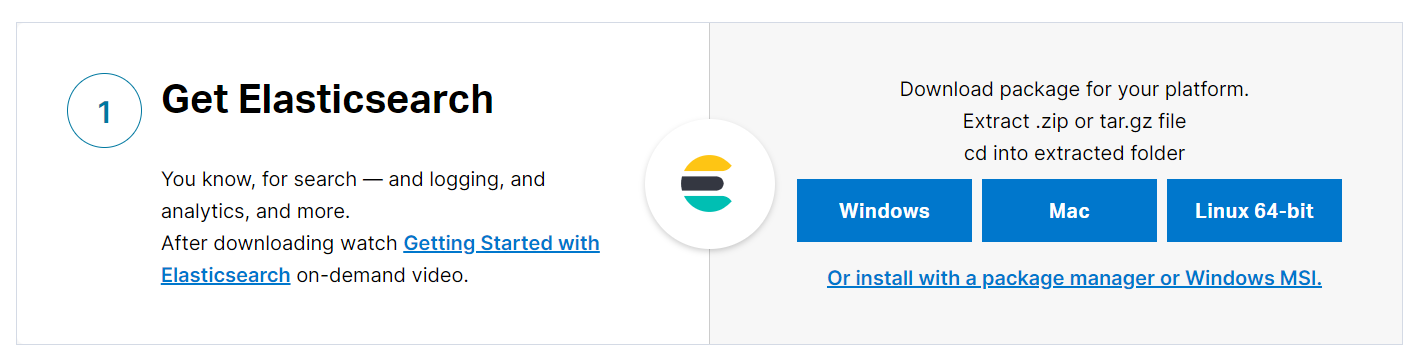 1
Get Elasticsearch
You know, for search — and logging, and
analytics, and more.
After downloading watch Getting Started with
Elasticsearch on-demand video.
Download package for your platform.
Extract .zip or tar.gz file
cd into extracted folder
Windows
Mac
Linux 64-bit
Or install with a package manager or Windows MSI.